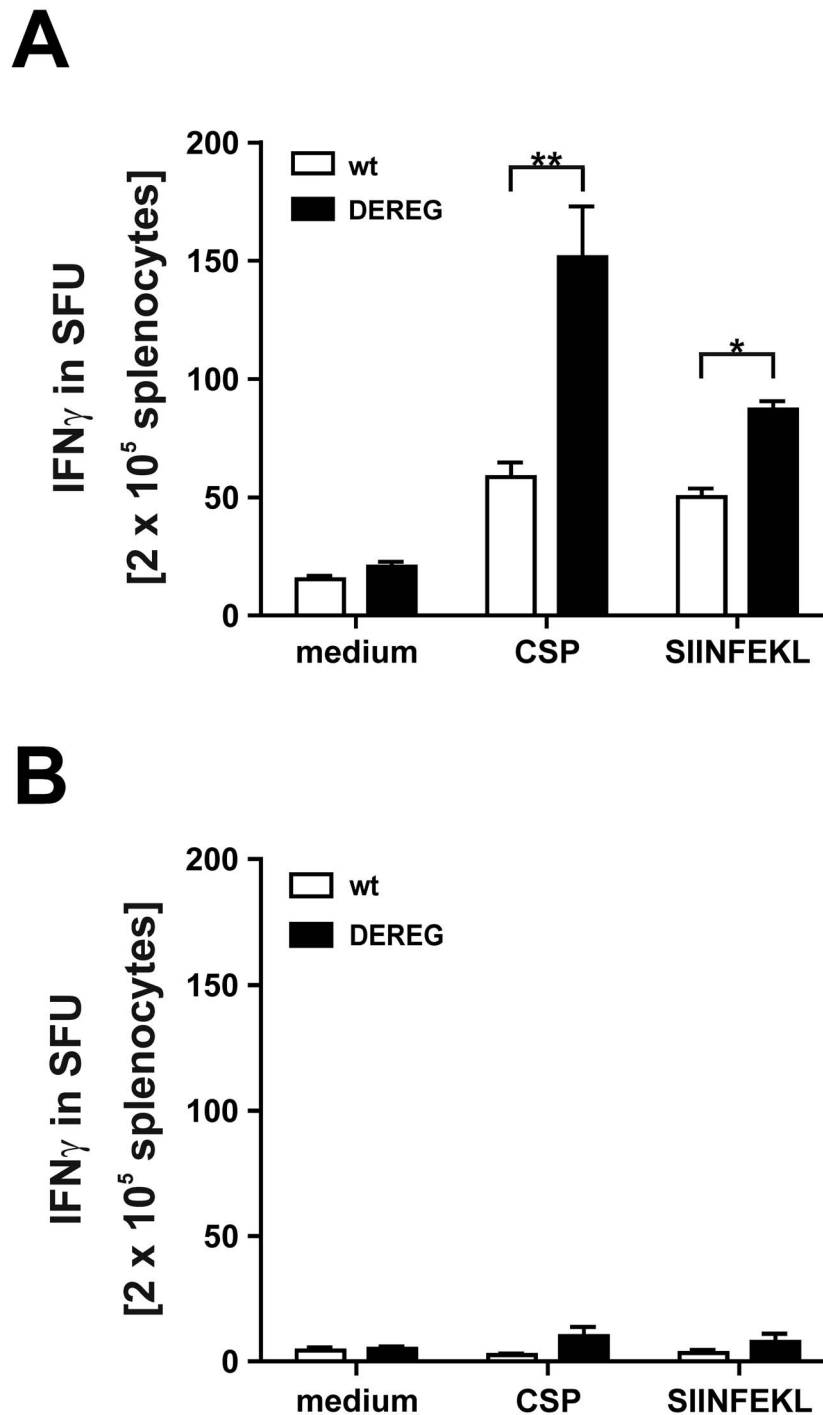 A
200
150
100
50
0
IFNγ in SFU
[2 x 10⁵ splenocytes]
wt
DEREG
**
*
medium CSP SIINFEKL
B
200
150
100
50
0
IFNγ in SFU
[2 x 10⁵ splenocytes]
wt
DEREG
medium CSP SIINFEKL